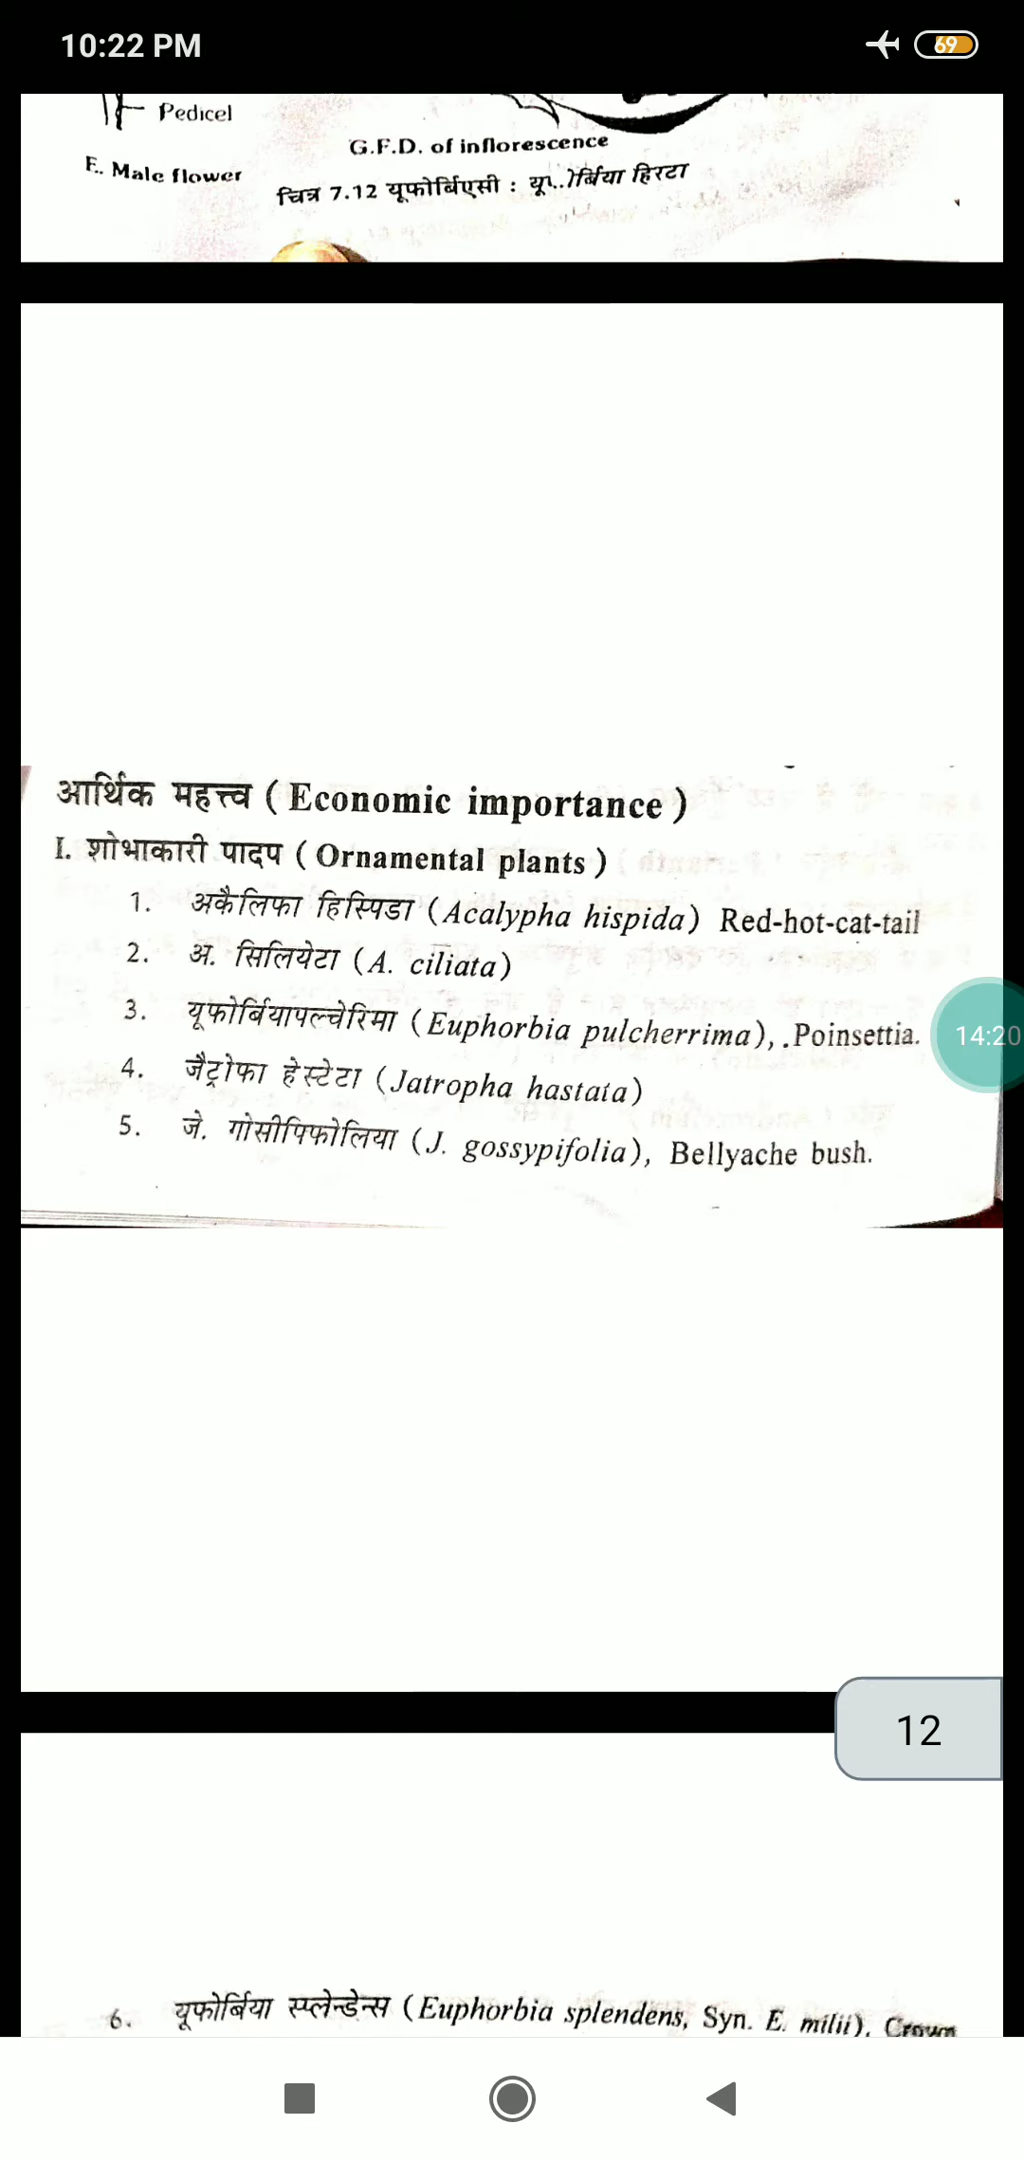 10:22 PM
69
Pedicel
G.F.D. of inflorescence
E. Male flower
चित्र 7.12 यूफोर्बिएसी : हिरटा
आर्थिक महत्त्व ( Economic importance )
I. शोभाकारी पादप ( Ornamental plants )
1. अकैलिफा हिस्पिडा (Acalypha hispida) Red-hot-cat-tail
2. अ. सिलियेटा (A. ciliata)
3. यूफोर्बियापल्चेरिमा (Euphorbia pulcherrima), .Poinsettia.
14:20
4. जैट्रोफा हेस्टेटा (Jatropha hastata)
5. जे. गोसीपिफोलिया (J. gossypifolia), Bellyache bush.
12
6. यूफोर्बिया स्प्लेन्डेन्स (Euphorbia splendens, Syn. E. milii), Crown